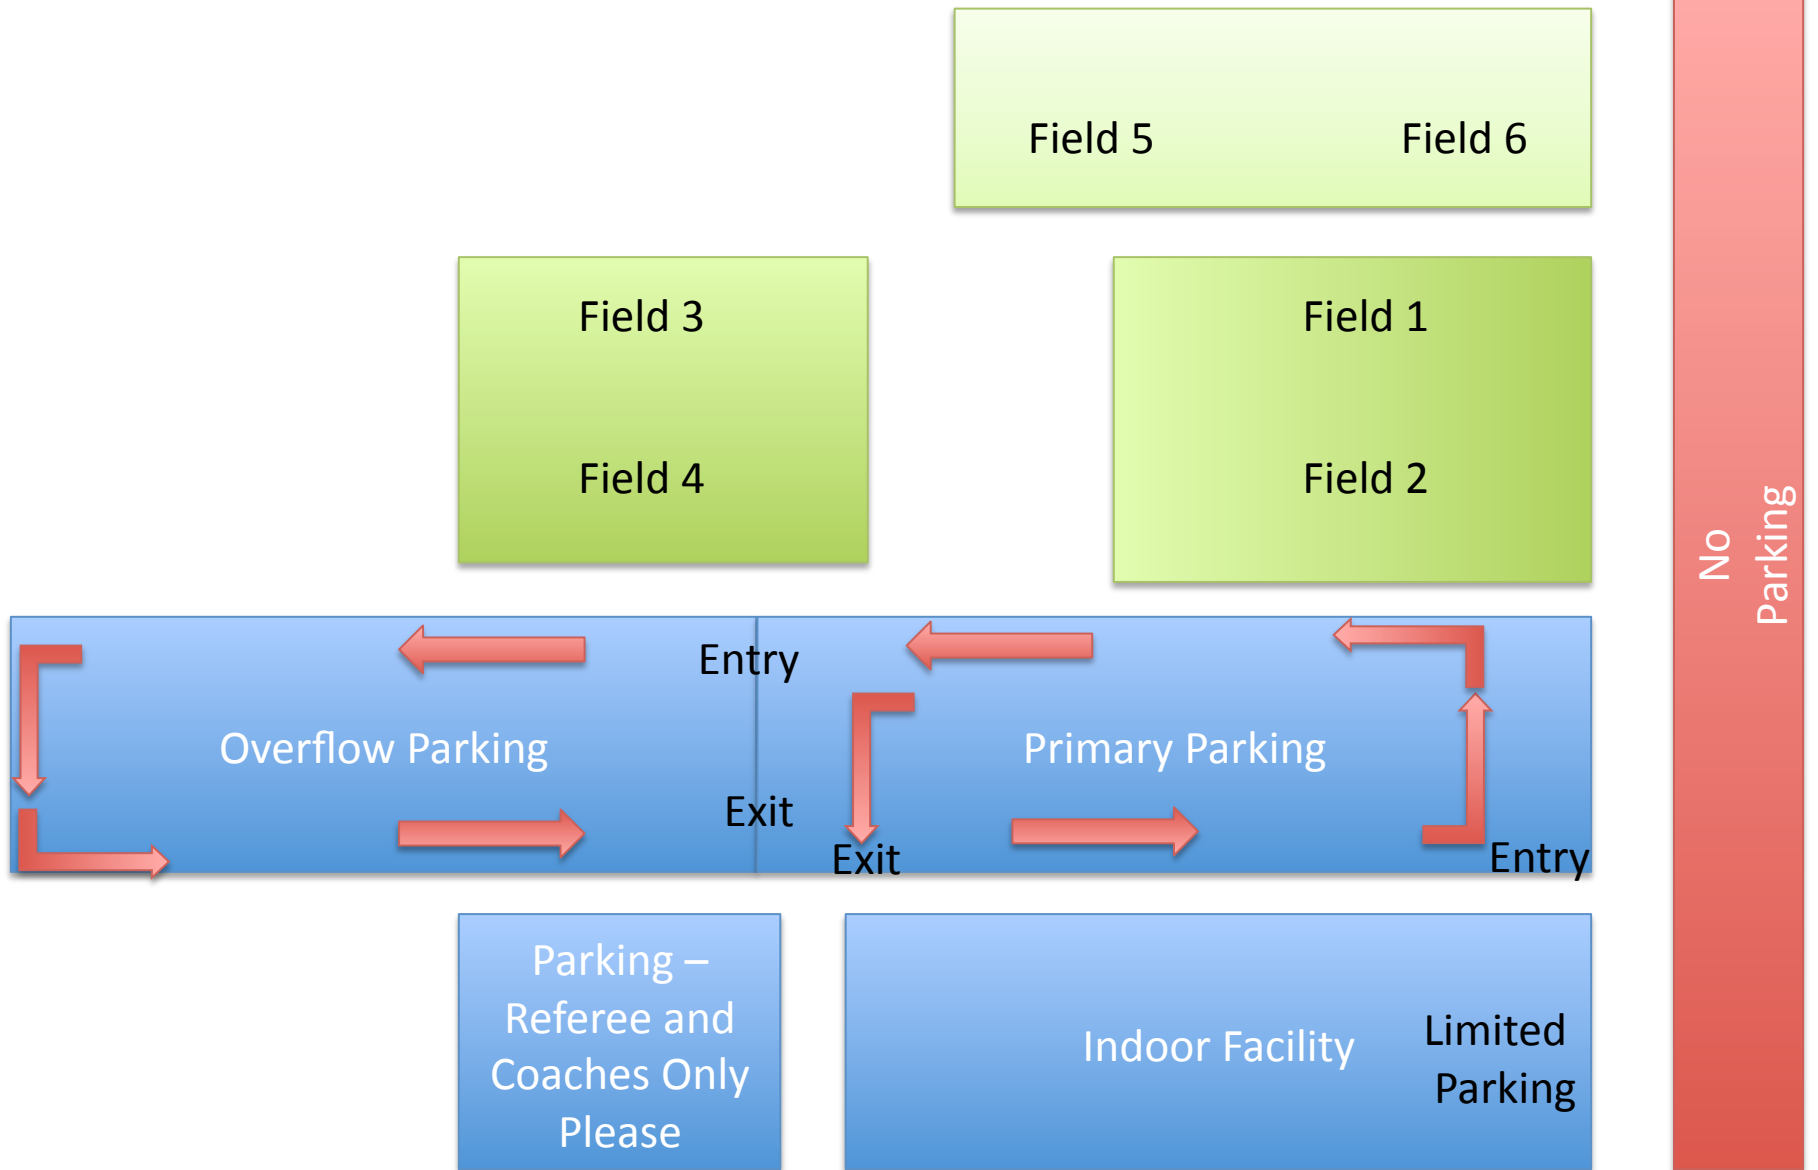 Field 5
Field 6
Field 3
Field 1
Field 4
Field 2
No
Parking
Entry
Overflow Parking
Primary Parking
Exit
Exit
Entry
Parking –
Referee and
Coaches Only
Please
Indoor Facility
Limited
Parking